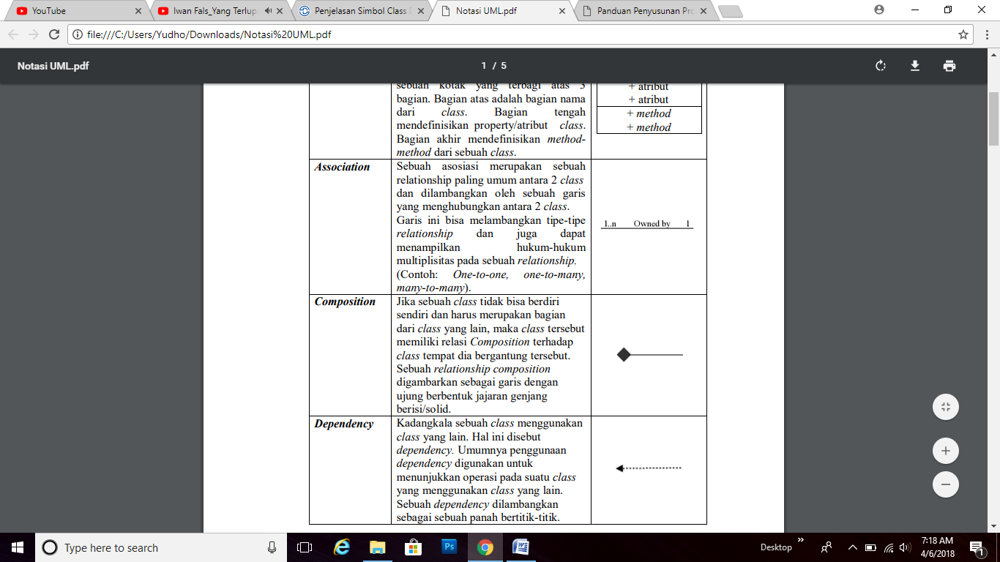 YouTube
Iwan Fals_Yang Terlup
Penjelasan Simbol Class
Notasi UML.pdf
Panduan Penyusunan Pr
file:///C:/Users/Yudho/Downloads/Notasi%20UML.pdf
Notasi UML.pdf
1 / 5
sebuah kotak yang terbagi atas 3
bagian. Bagian atas adalah bagian nama
dari class. Bagian tengah
mendefinisikan property/atribut class.
Bagian akhir mendefinisikan method-
method dari sebuah class.
+ atribut
+ atribut
+ method
+ method
Association
Sebuah asosiasi merupakan sebuah
relationship paling umum antara 2 class
dan dilambangkan oleh sebuah garis
yang menghubungkan antara 2 class.
Garis ini bisa melambangkan tipe-tipe
relationship dan juga dapat
menampilkan hukum-hukum
multiplisitas pada sebuah relationship.
(Contoh: One-to-one, one-to-many,
many-to-many).
1..n Owned by 1
Composition
Jika sebuah class tidak bisa berdiri
sendiri dan harus merupakan bagian
dari class yang lain, maka class tersebut
memiliki relasi Composition terhadap
class tempat dia bergantung tersebut.
Sebuah relationship composition
digambarkan sebagai garis dengan
ujung berbentuk jajaran genjang
berisi/solid.
Dependency
Kadangkala sebuah class menggunakan
class yang lain. Hal ini disebut
dependency. Umumnya penggunaan
dependency digunakan untuk
menunjukkan operasi pada suatu class
yang menggunakan class yang lain.
Sebuah dependency dilambangkan
sebagai sebuah panah bertitik-titik.
Type here to search
Ps
Desktop
7:18 AM
4/6/2018
1